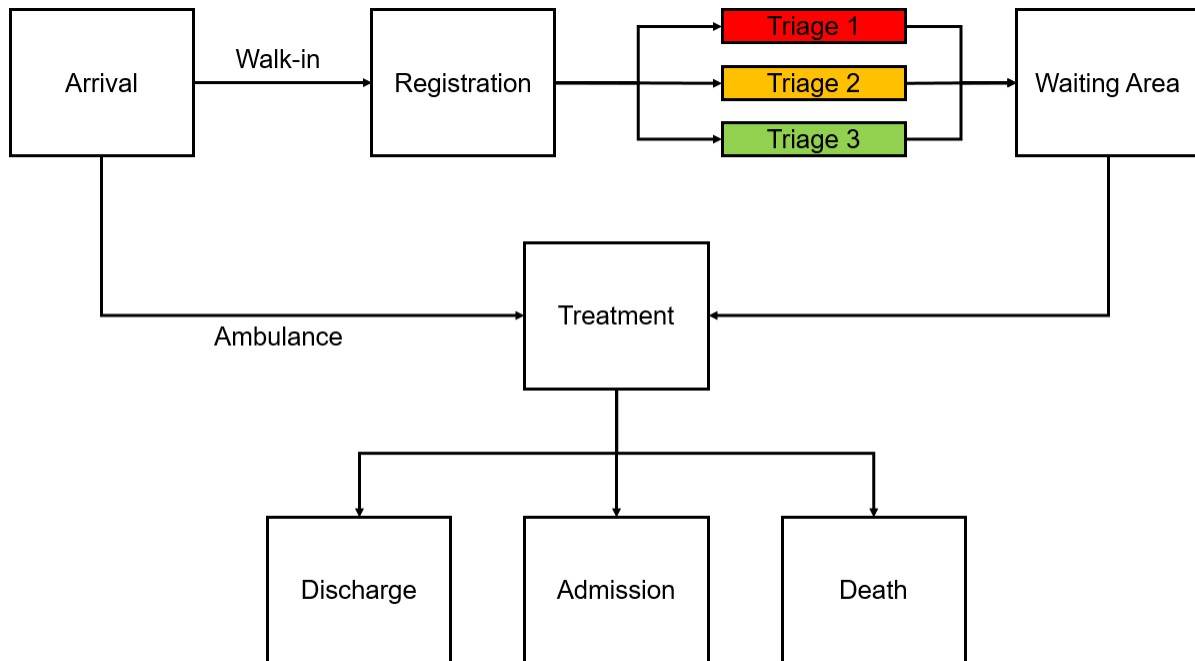 Arrival
Walk-in
Registration
Triage 1
Triage 2
Triage 3
Waiting Area
Ambulance
Treatment
Discharge
Admission
Death